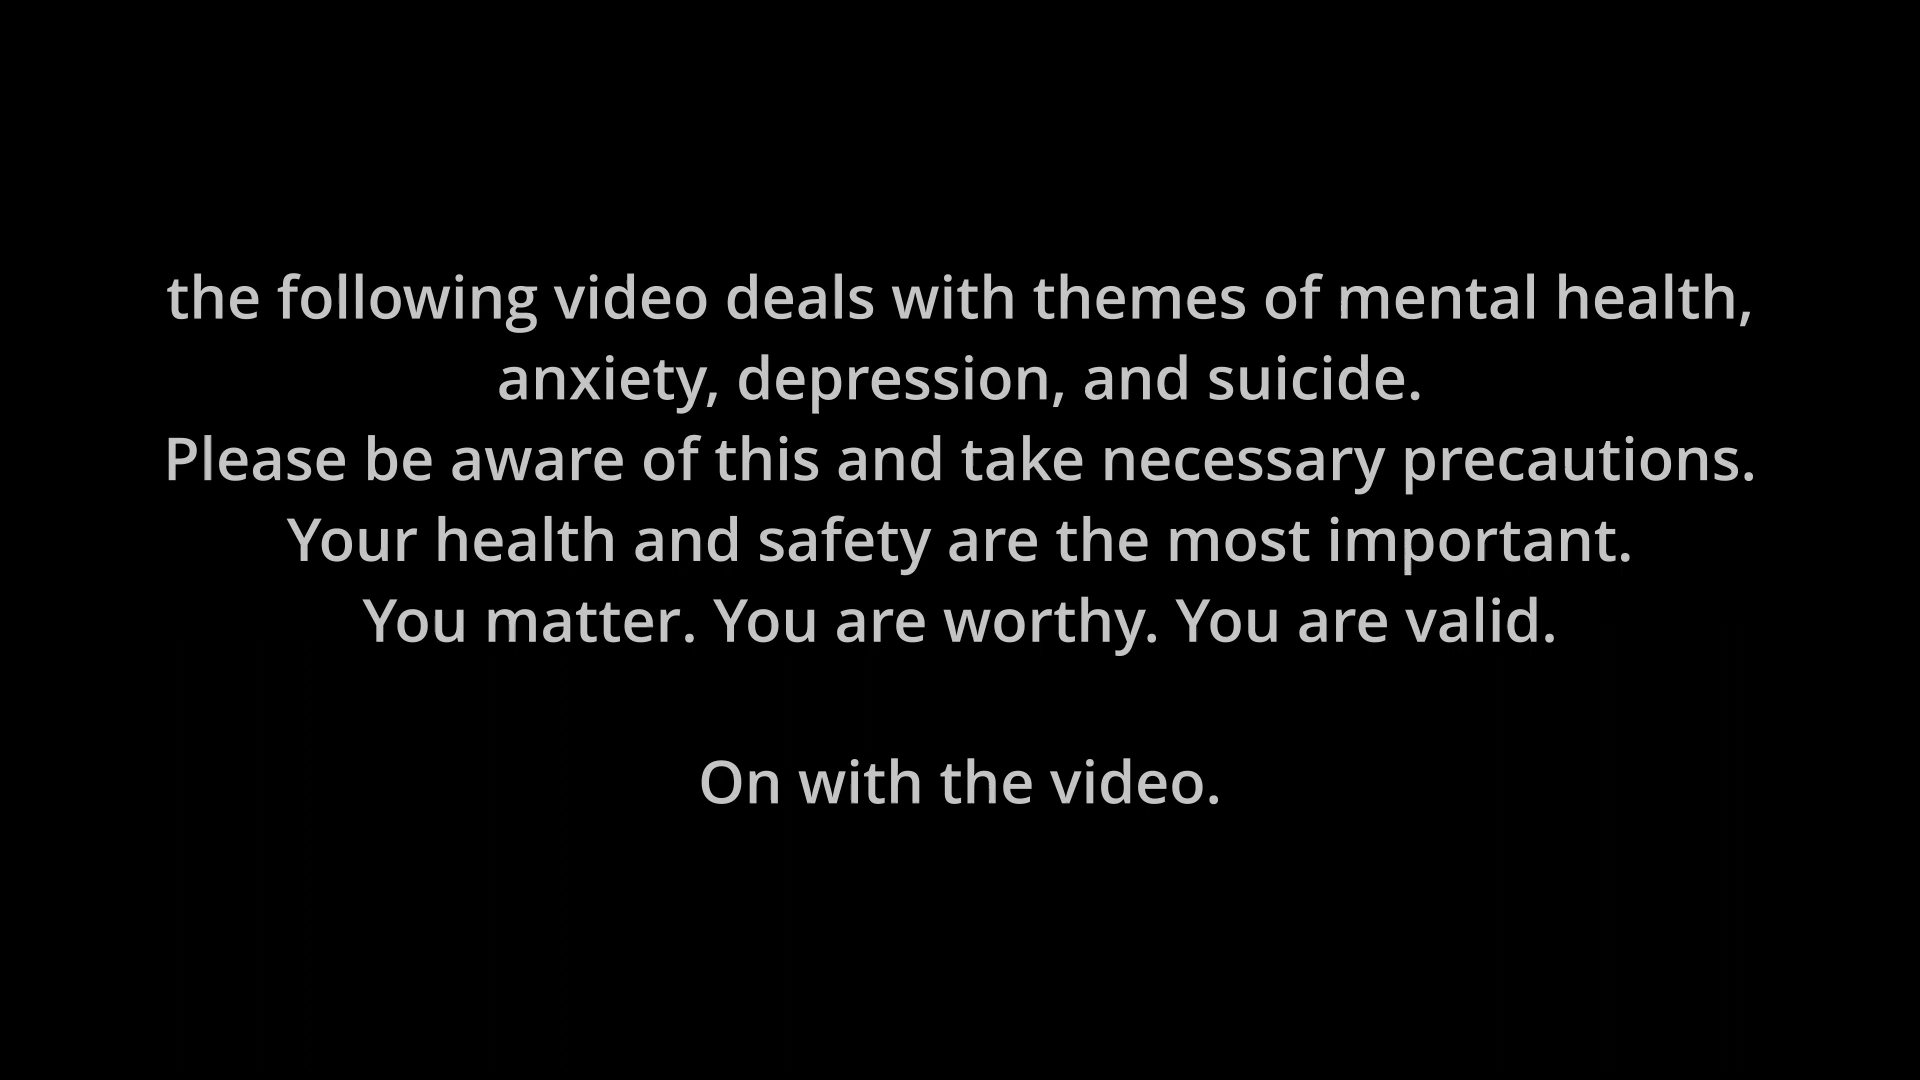 the following video deals with themes of mental health,
anxiety, depression, and suicide.
Please be aware of this and take necessary precautions.
Your health and safety are the most important.
You matter. You are worthy. You are valid.
On with the video.